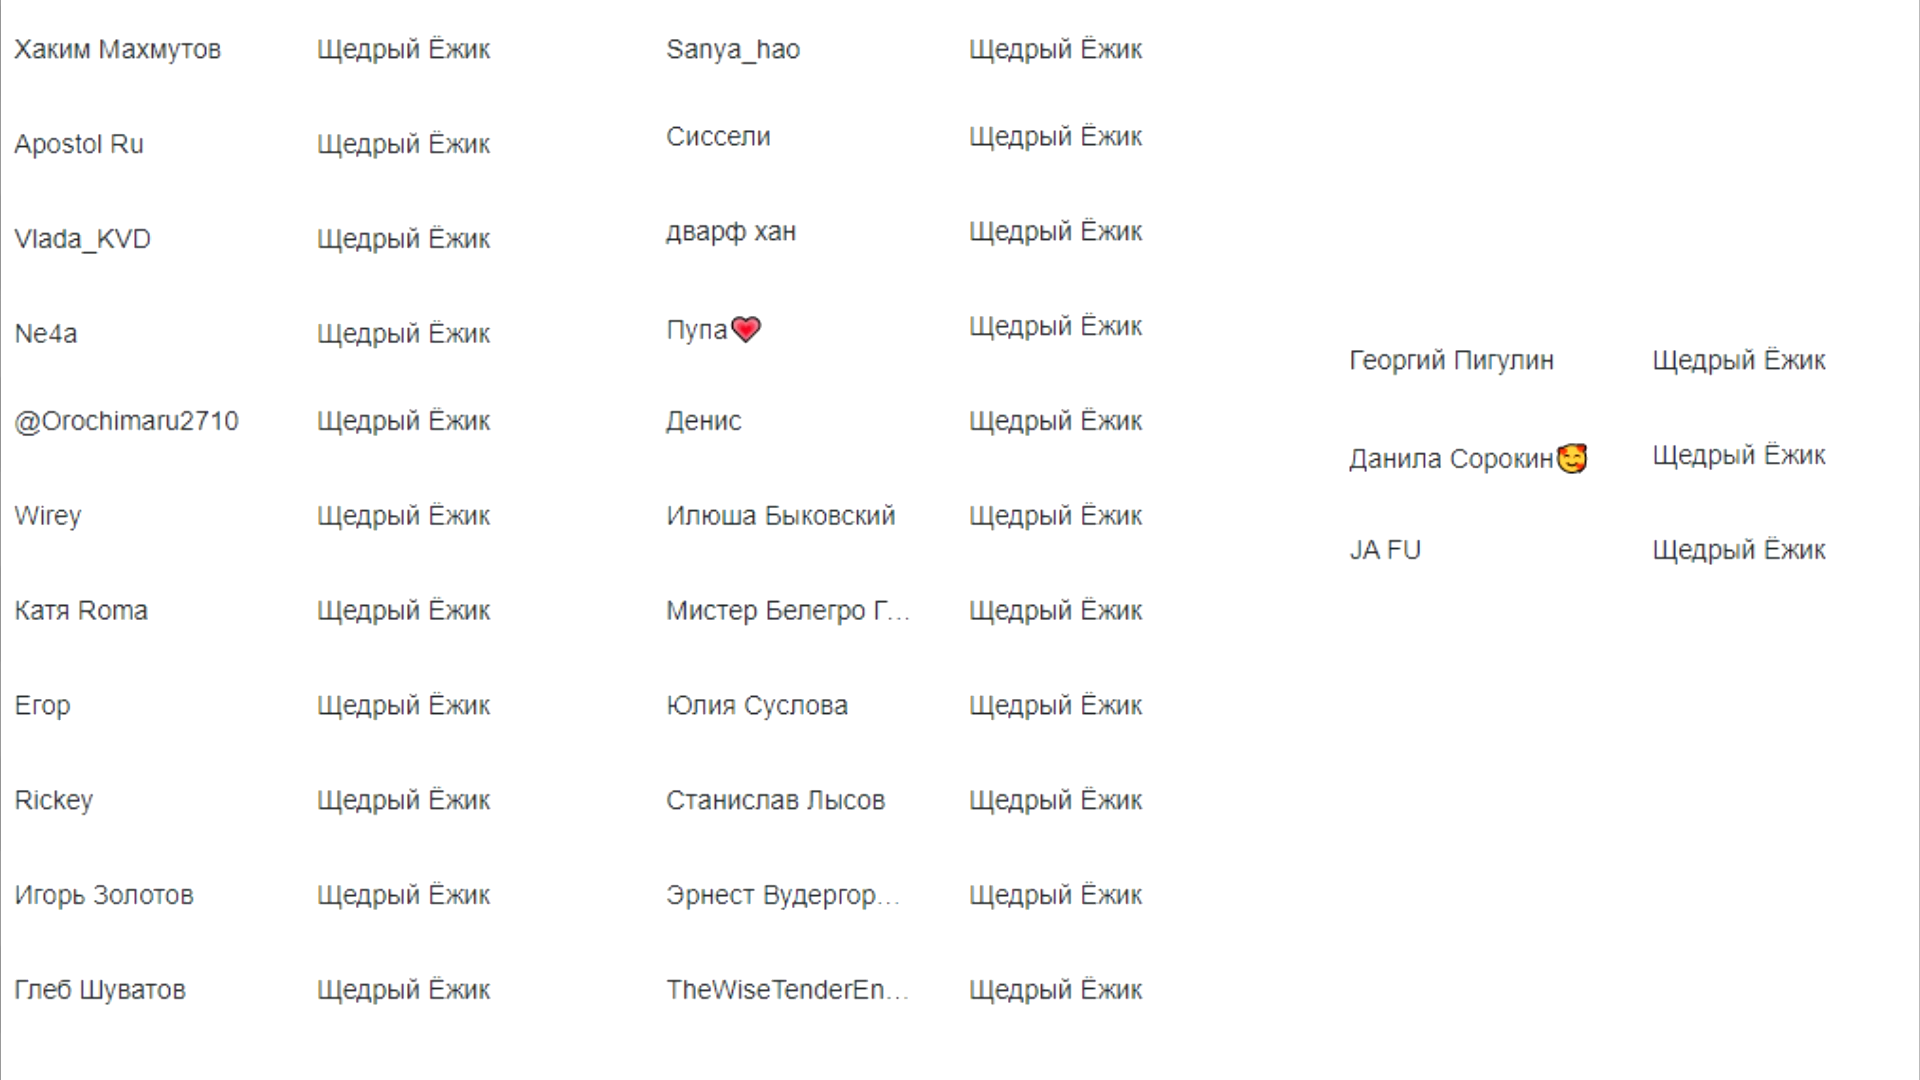 Хаким Махмутов Щедрый Ёжик
Apostol Ru Щедрый Ёжик
Vlada_KVD Щедрый Ёжик
Ne4a Щедрый Ёжик
@Orochimaru2710 Щедрый Ёжик
Wirey Щедрый Ёжик
Катя Roma Щедрый Ёжик
Егор Щедрый Ёжик
Rickey Щедрый Ёжик
Игорь Золотов Щедрый Ёжик
Глеб Шуватов Щедрый Ёжик
Sanya_hao Щедрый Ёжик
Сиссели Щедрый Ёжик
дварф хан Щедрый Ёжик
Пупа💗 Щедрый Ёжик
Денис Щедрый Ёжик
Илюша Быковский Щедрый Ёжик
Мистер Белегро Г... Щедрый Ёжик
Юлия Суслова Щедрый Ёжик
Станислав Лысов Щедрый Ёжик
Эрнест Вудергор... Щедрый Ёжик
TheWiseTenderEn... Щедрый Ёжик
Георгий Пигулин Щедрый Ёжик
Данила Сорокин🥰 Щедрый Ёжик
JA FU Щедрый Ёжик